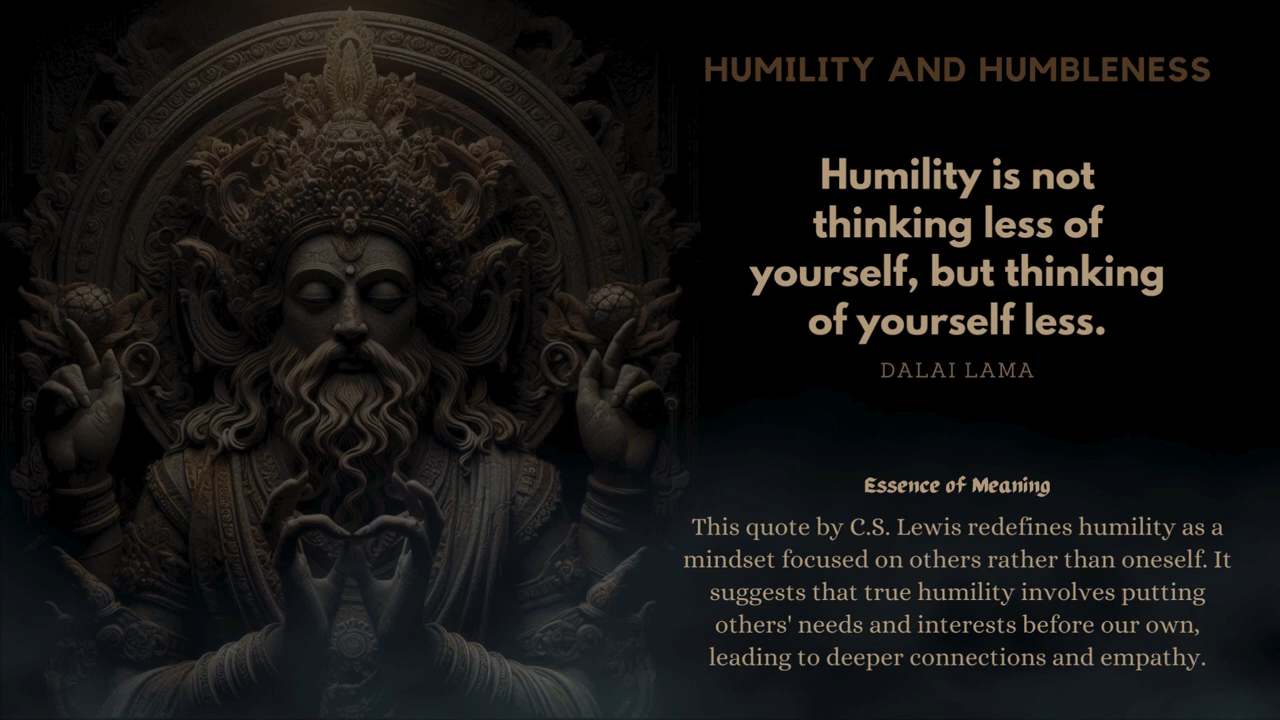 HUMILITY AND HUMBLENESS
Humility is not
thinking less of
yourself, but thinking
of yourself less.
DALAI LAMA
Essence of Meaning
This quote by C.S. Lewis redefines humility as a
mindset focused on others rather than oneself. It
suggests that true humility involves putting
others' needs and interests before our own,
leading to deeper connections and empathy.